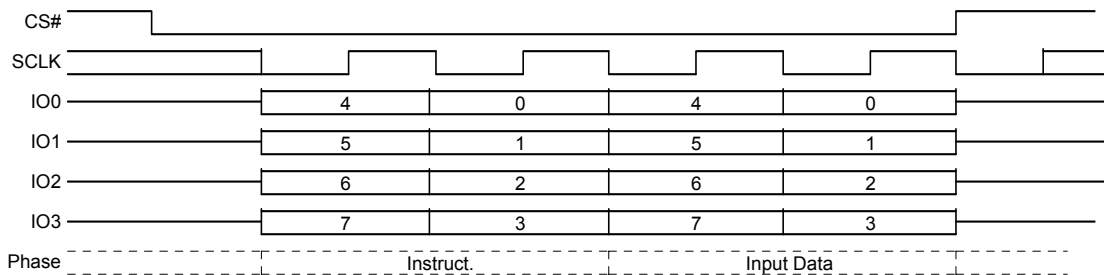 CS#
SCLK
IO0 4 0 4 0
IO1 5 1 5 1
IO2 6 2 6 2
IO3 7 3 7 3
Phase Instruct. Input Data